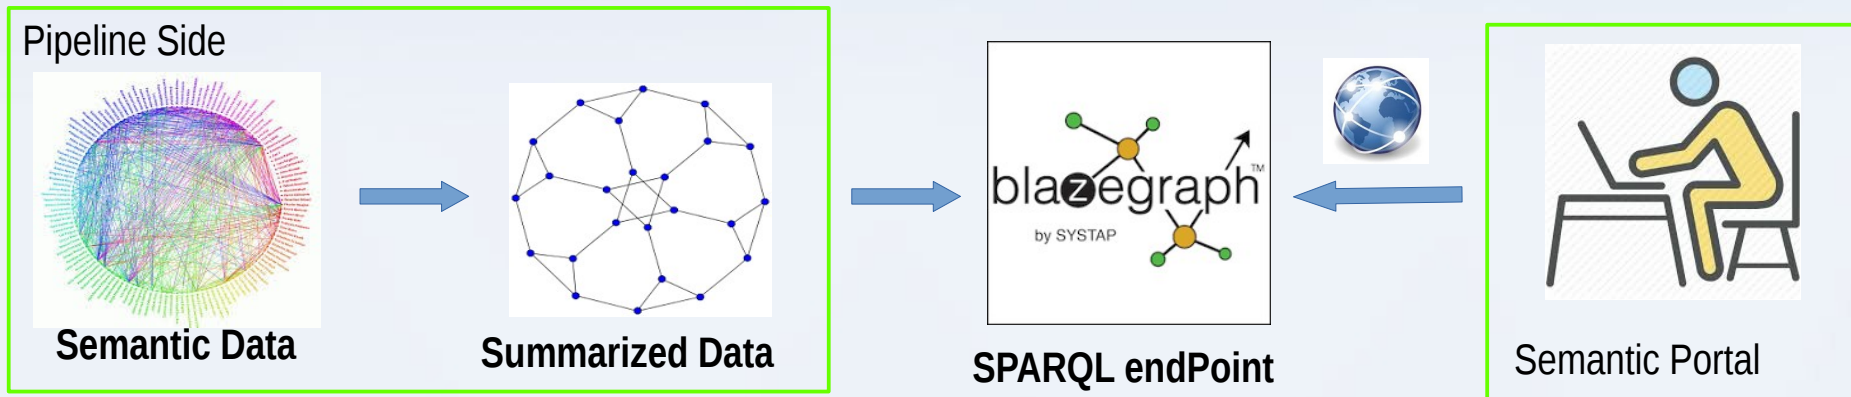 Pipeline Side
Semantic Data
Summarized Data
blazegraph™
by SYSTAP
SPARQL endPoint
Semantic Portal